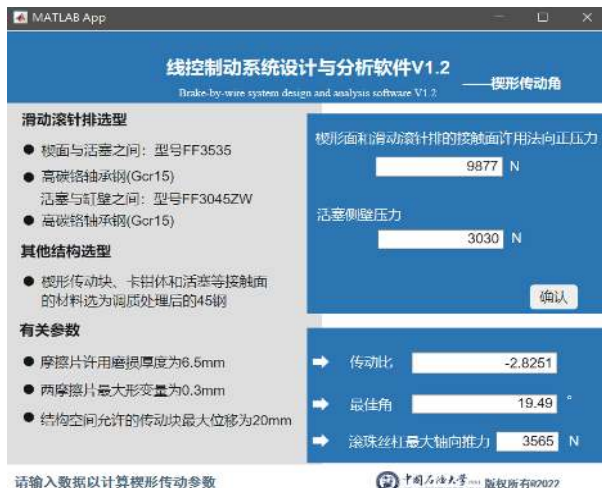 MATLAB App
线控制动系统设计与分析软件V1.2
Brake-by-wire system design and analysis software V1.2
——楔形传动角
滑动滚针排选型
● 楔面与活塞之间：型号FF3535
● 高碳铬轴承钢(Gcr15)
活塞与缸壁之间：型号FF3045ZW
● 高碳铬轴承钢(Gcr15)
其他结构选型
● 楔形传动块、卡钳体和活塞等接触面
的材料选为调质处理后的45钢
有关参数
● 摩擦片许用磨损厚度为6.5mm
● 两摩擦片最大形变量为0.3mm
● 结构空间允许的传动块最大位移为20mm
请输入数据以计算楔形传动参数
楔形面和滑动滚针排的接触面许用法向正压力
9877 N
活塞侧壁压力
3030 N
确认
传动比 -2.8251
最佳角 19.49 °
滚珠丝杠最大轴向推力 3565 N
中国石油大学 版权所有@2022